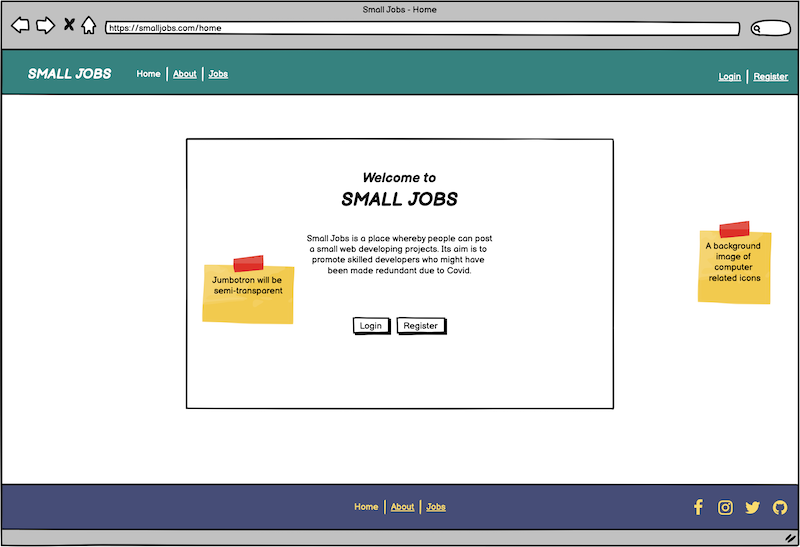 Small Jobs - Home
https://smalljobs.com/home
SMALL JOBS
Home
About
Jobs
Login
Register
Welcome to
SMALL JOBS
Small Jobs is a place whereby people can post
a small web developing projects. Its aim is to
promote skilled developers who might have
been made redundant due to Covid.
Login
Register
Jumbotron will be
semi-transparent
A background
image of
computer
related icons
Home
About
Jobs